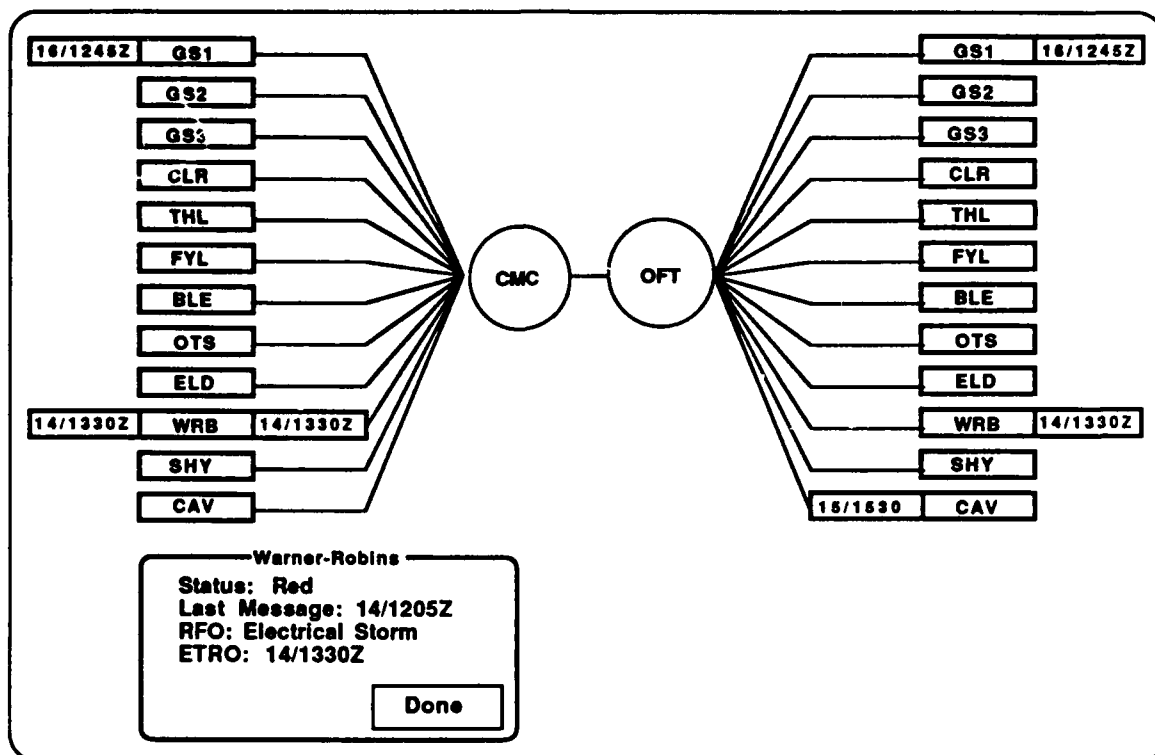 16/1245Z GS1
GS2
GS3
CLR
THL
FYL
BLE
OTS
ELD
14/1330Z WRB 14/1330Z
SHY
CAV
CMC
OFT
GS1 16/1245Z
GS2
GS3
CLR
THL
FYL
BLE
OTS
ELD
WRB 14/1330Z
SHY
15/1530 CAV
Warner-Robins
Status: Red
Last Message: 14/1205Z
RFO: Electrical Storm
ETRO: 14/1330Z
Done